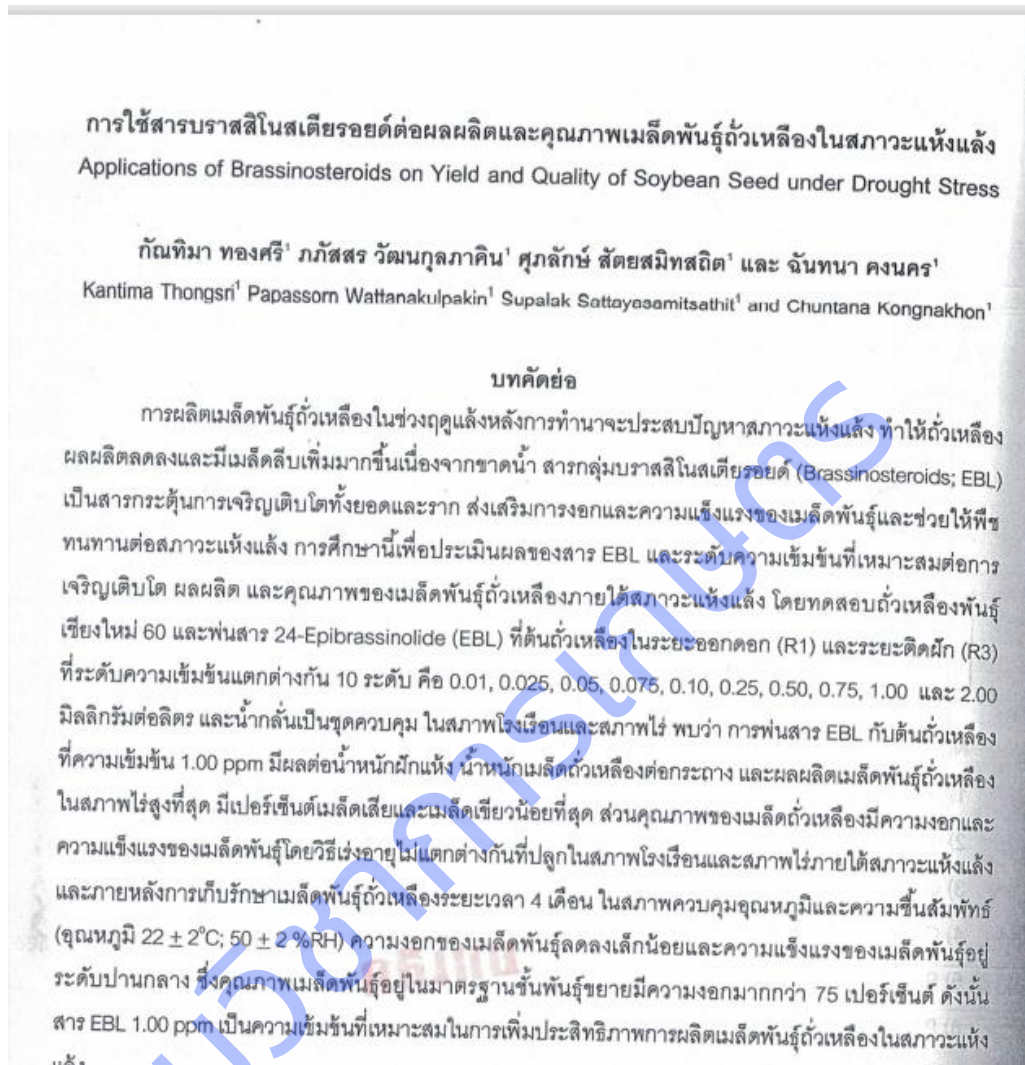 การใช้สารบราสสิโนสเตียรอยด์ต่อผลผลิตและคุณภาพเมล็ดพันธุ์ถั่วเหลืองในสภาวะแห้งแล้ง
Applications of Brassinosteroids on Yield and Quality of Soybean Seed under Drought Stress
กัณทิมา ทองศรี¹ ภภัสสร วัฒนกุลภาคิน¹ ศุภลักษ์ สัตยสมิทสถิต¹ และ ฉันทนา คงนคร¹
Kantima Thongsri¹ Papassorn Wattanakulpakin¹ Supalak Sattayasamitsathit¹ and Chuntana Kongnakhon¹
บทคัดย่อ
การผลิตเมล็ดพันธุ์ถั่วเหลืองในช่วงฤดูแล้งหลังการทำนาจะประสบปัญหาสภาวะแห้งแล้ง ทำให้ถั่วเหลือง
ผลผลิตลดลงและมีเมล็ดลีบเพิ่มมากขึ้นเนื่องจากขาดน้ำ สารกลุ่มบราสสิโนสเตียรอยด์ (Brassinosteroids; EBL)
เป็นสารกระตุ้นการเจริญเติบโตทั้งยอดและราก ส่งเสริมการงอกและความแข็งแรงของเมล็ดพันธุ์และช่วยให้พืช
ทนทานต่อสภาวะแห้งแล้ง การศึกษานี้เพื่อประเมินผลของสาร EBL และระดับความเข้มข้นที่เหมาะสมต่อการ
เจริญเติบโต ผลผลิต และคุณภาพของเมล็ดพันธุ์ถั่วเหลืองภายใต้สภาวะแห้งแล้ง โดยทดสอบถั่วเหลืองพันธุ์
เชียงใหม่ 60 และพ่นสาร 24-Epibrassinolide (EBL) ที่ต้นถั่วเหลืองในระยะออกดอก (R1) และระยะติดฝัก (R3)
ที่ระดับความเข้มข้นแตกต่างกัน 10 ระดับ คือ 0.01, 0.025, 0.05, 0.075, 0.10, 0.25, 0.50, 0.75, 1.00 และ 2.00
มิลลิกรัมต่อลิตร และน้ำกลั่นเป็นชุดควบคุม ในสภาพโรงเรือนและสภาพไร่ พบว่า การพ่นสาร EBL กับต้นถั่วเหลือง
ที่ความเข้มข้น 1.00 ppm มีผลต่อน้ำหนักฝักแห้ง น้ำหนักเมล็ดถั่วเหลืองต่อกระถาง และผลผลิตเมล็ดพันธุ์ถั่วเหลือง
ในสภาพไร่สูงที่สุด มีเปอร์เซ็นต์เมล็ดเสียและเมล็ดเขียวน้อยที่สุด ส่วนคุณภาพของเมล็ดถั่วเหลืองมีความงอกและ
ความแข็งแรงของเมล็ดพันธุ์โดยวิธีเร่งอายุไม่แตกต่างกันที่ปลูกในสภาพโรงเรือนและสภาพไร่ภายใต้สภาวะแห้งแล้ง
และภายหลังการเก็บรักษาเมล็ดพันธุ์ถั่วเหลืองระยะเวลา 4 เดือน ในสภาพควบคุมอุณหภูมิและความชื้นสัมพัทธ์
(อุณหภูมิ 22 ± 2°C; 50 ± 2 %RH) ความงอกของเมล็ดพันธุ์ลดลงเล็กน้อยและความแข็งแรงของเมล็ดพันธุ์อยู่
ระดับปานกลาง ซึ่งคุณภาพเมล็ดพันธุ์อยู่ในมาตรฐานชั้นพันธุ์ขยายมีความงอกมากกว่า 75 เปอร์เซ็นต์ ดังนั้น
สาร EBL 1.00 ppm เป็นความเข้มข้นที่เหมาะสมในการเพิ่มประสิทธิภาพการผลิตเมล็ดพันธุ์ถั่วเหลืองในสภาวะแห้ง